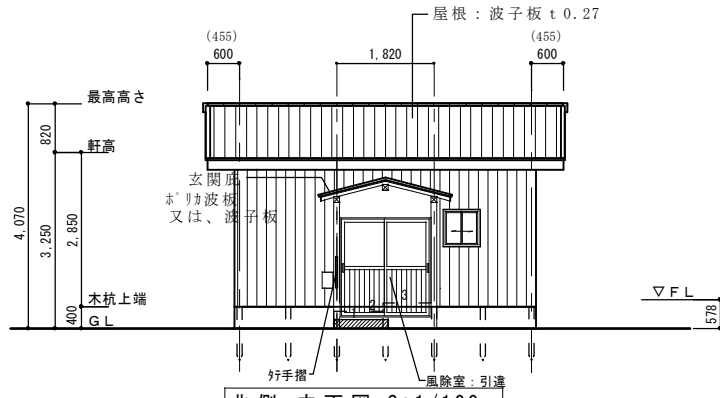 屋根：波子板ｔ0.27
(455)
600
1,820
(455)
600
最高高さ
820
軒高
玄関庇
ﾎﾟﾘｶ波板
又は、波子板
4,070
3,250
2,850
木杭上端
400
ＧＬ
▽ＦＬ
578
2
3
ﾀﾃ手摺
風除室：引違